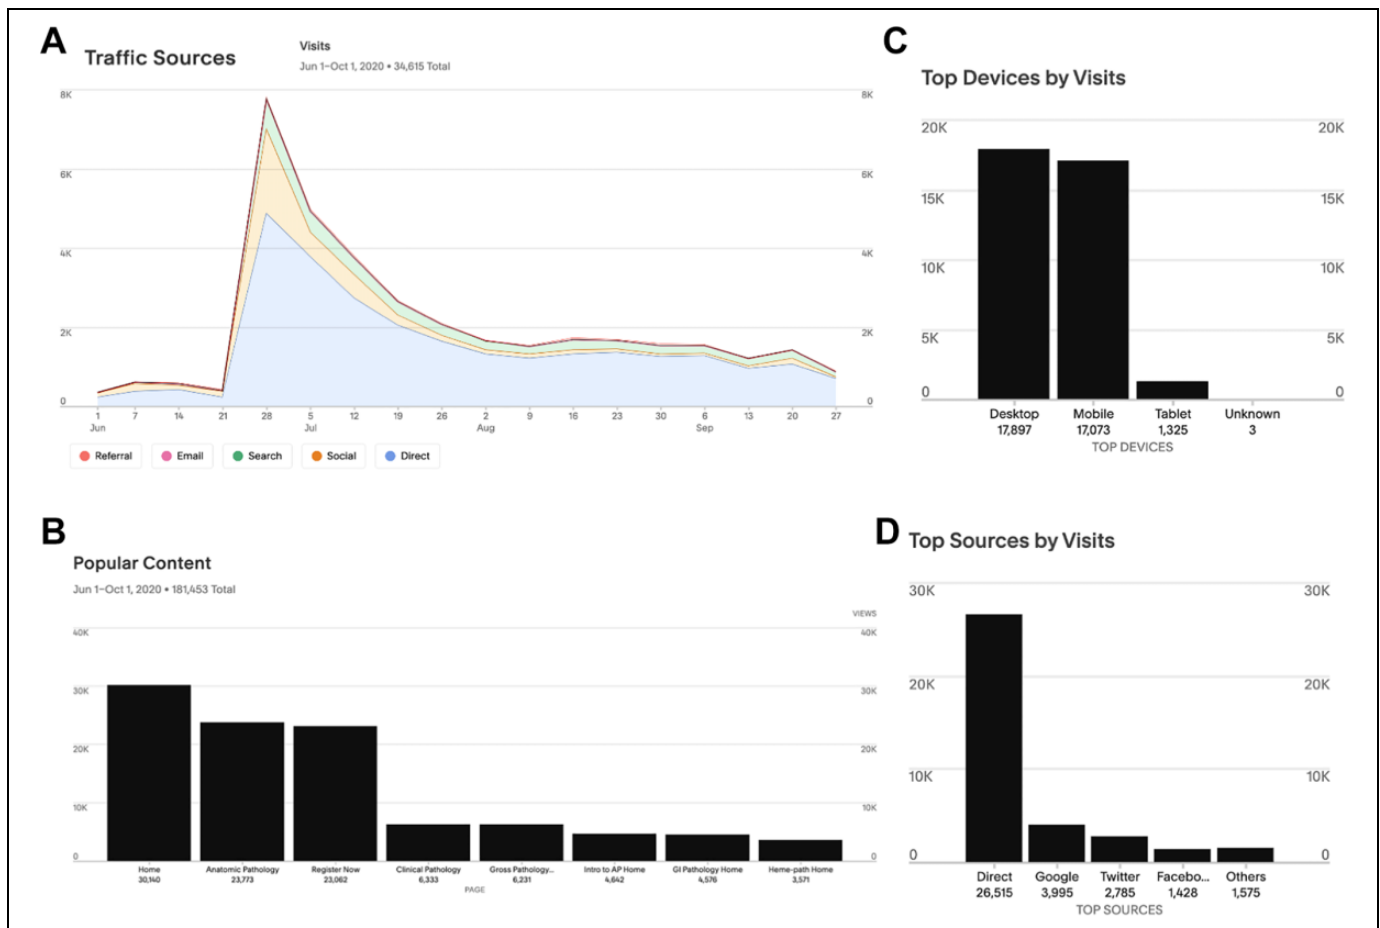 A
Traffic Sources
Visits
Jun 1–Oct 1, 2020 • 34,615 Total
8K 8K
6K 6K
4K 4K
2K 2K
0 0
1 7 14 21 28 5 12 19 26 2 9 16 23 30 6 13 20 27
Jun Jul Aug Sep
Referral Email Search Social Direct
B
Popular Content
Jun 1–Oct 1, 2020 • 181,453 Total
VIEWS
40K 40K
30K 30K
20K 20K
10K 10K
0 0
Home Anatomic Pathology Register Now Clinical Pathology Gross Pathology... Intro to AP Home GI Pathology Home Heme-path Home
30,140 23,773 23,062 6,333 6,231 4,642 4,576 3,571
PAGE
C
Top Devices by Visits
20K 20K
15K 15K
10K 10K
5K 5K
0 0
Desktop Mobile Tablet Unknown
17,897 17,073 1,325 3
TOP DEVICES
D
Top Sources by Visits
30K 30K
20K 20K
10K 10K
0 0
Direct Google Twitter Facebo... Others
26,515 3,995 2,785 1,428 1,575
TOP SOURCES